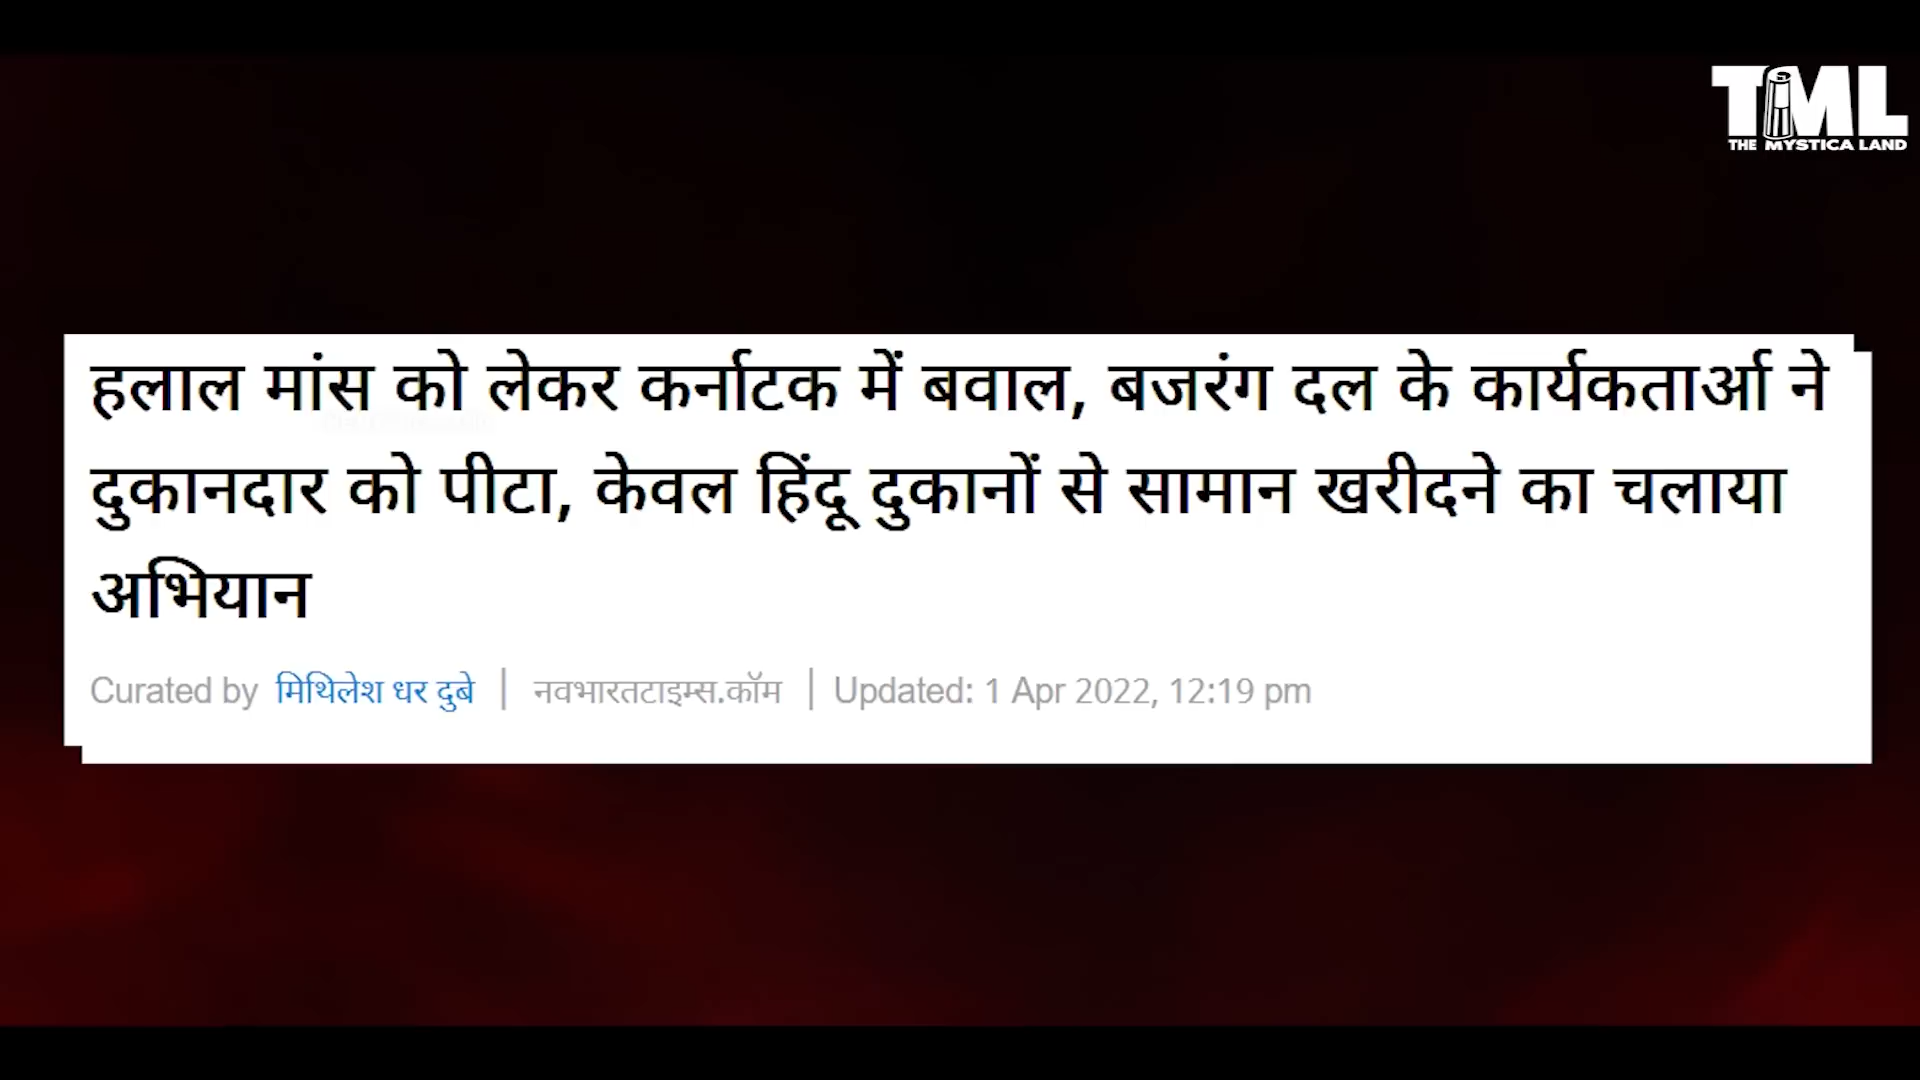 TML
THE MYSTICA LAND
हलाल मांस को लेकर कर्नाटक में बवाल, बजरंग दल के कार्यकतार्ओ ने
दुकानदार को पीटा, केवल हिंदू दुकानों से सामान खरीदने का चलाया
अभियान
Curated by मिथिलेश धर दुबे | नवभारतटाइम्स.कॉम | Updated: 1 Apr 2022, 12:19 pm